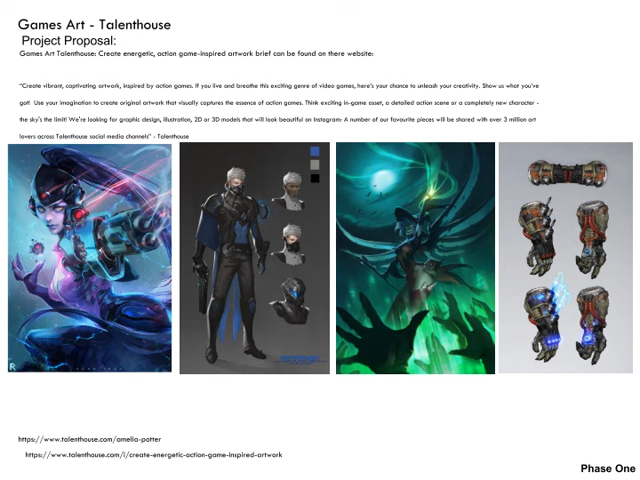 Games Art - Talenthouse
Project Proposal:
Games Art Talenthouse: Create energetic, action game-inspired artwork brief can be found on there website:
"Create vibrant, captivating artwork, inspired by action games. If you live and breathe this exciting genre of video games, here's your chance to unleash your creativity. Show us what you've
got! Use your imagination to create original artwork that visually captures the essence of action games. Think exciting in-game asset, a detailed action scene or a completely new character -
the sky's the limit! We're looking for graphic design, illustration, 2D or 3D models that will look beautiful on Instagram: A number of our favourite pieces will be shared with over 3 million art
lovers across Talenthouse social media channels" - Talenthouse
R
https://www.talenthouse.com/amelia-potter
https://www.talenthouse.com/i/create-energetic-action-game-inspired-artwork
Phase One